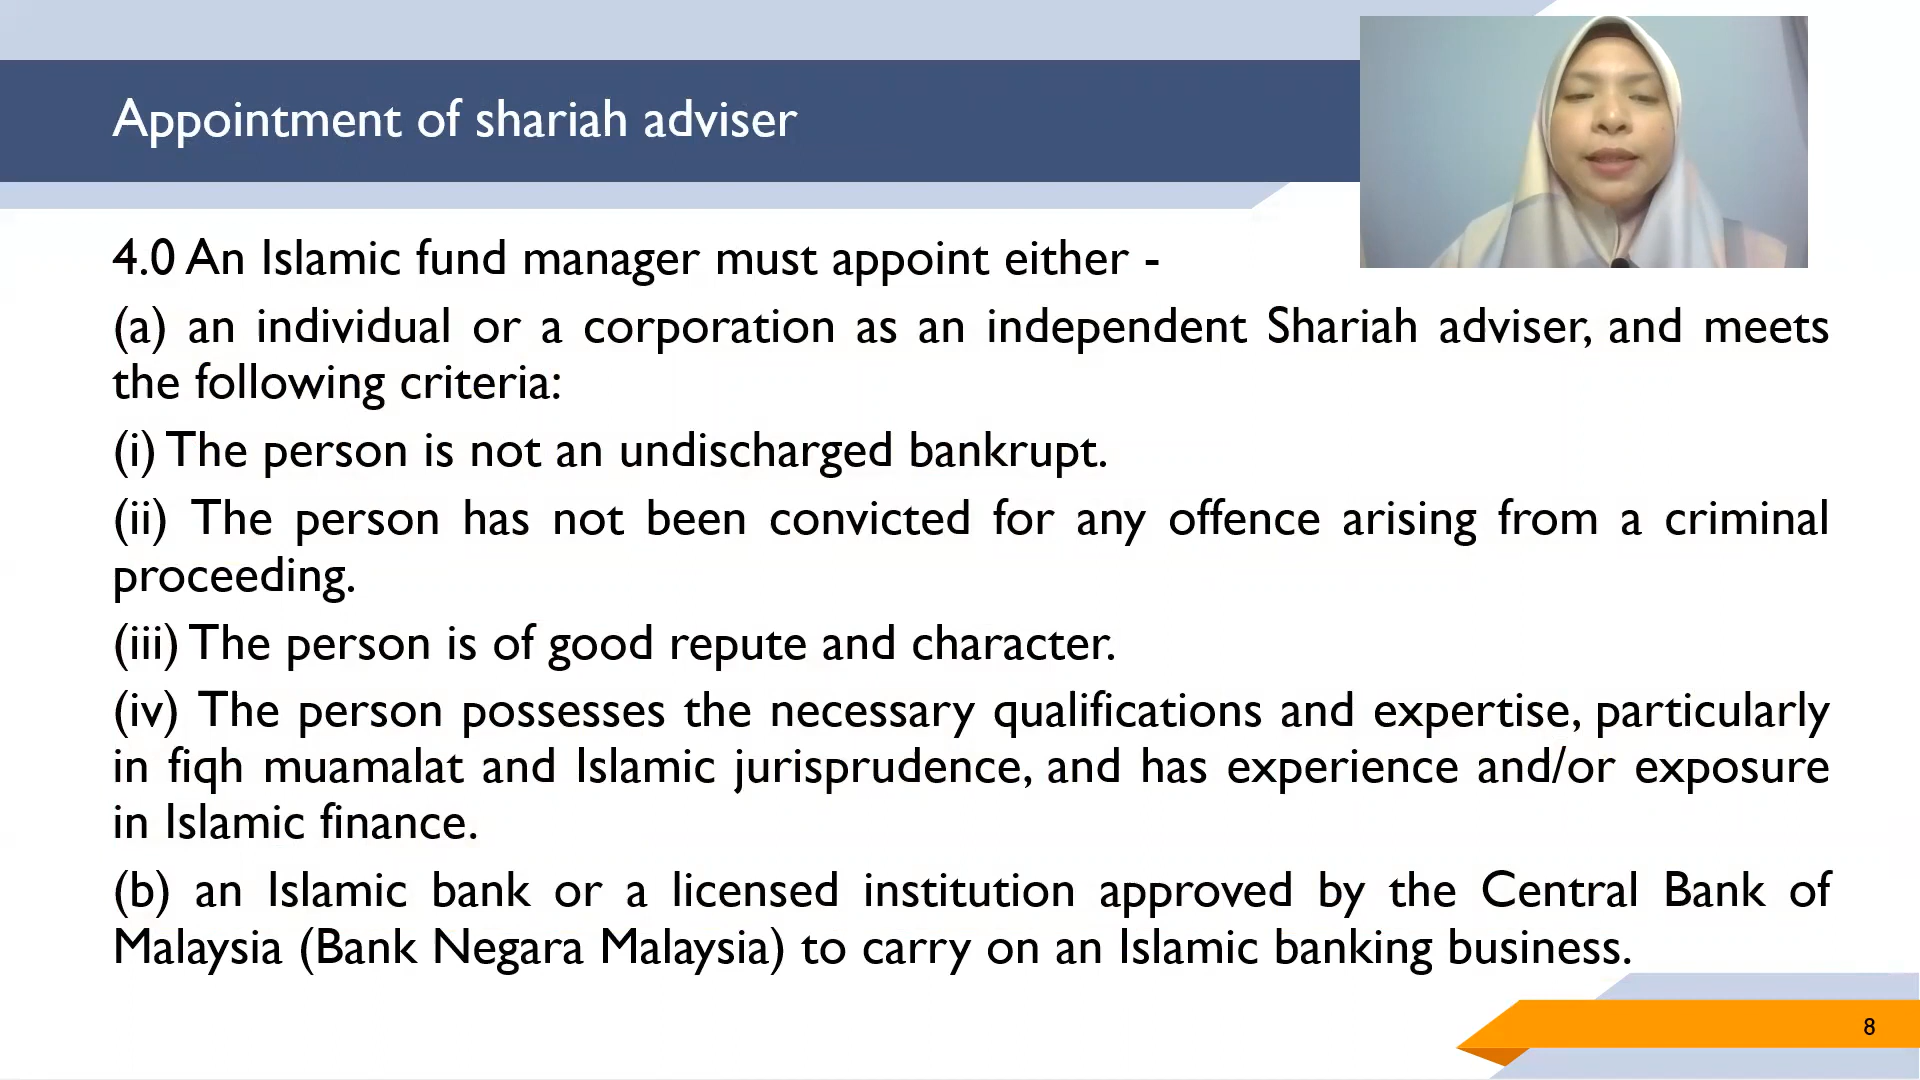 Appointment of shariah adviser
4.0 An Islamic fund manager must appoint either -
(a) an individual or a corporation as an independent Shariah adviser, and meets
the following criteria:
(i) The person is not an undischarged bankrupt.
(ii) The person has not been convicted for any offence arising from a criminal
proceeding.
(iii) The person is of good repute and character.
(iv) The person possesses the necessary qualifications and expertise, particularly
in fiqh muamalat and Islamic jurisprudence, and has experience and/or exposure
in Islamic finance.
(b) an Islamic bank or a licensed institution approved by the Central Bank of
Malaysia (Bank Negara Malaysia) to carry on an Islamic banking business.
8